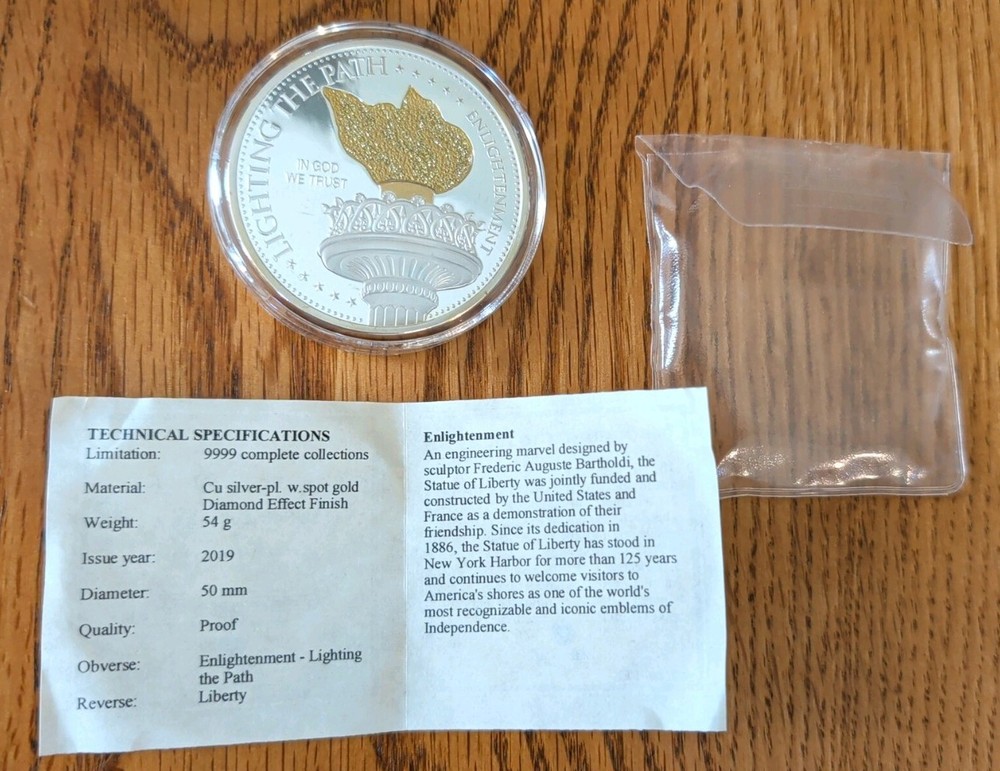 LIGHTING THE PATH
ENLIGHTENMENT
IN GOD
WE TRUST
TECHNICAL SPECIFICATIONS
Limitation: 9999 complete collections
Material: Cu silver-pl. w.spot gold
Diamond Effect Finish
Weight: 54 g
Issue year: 2019
Diameter: 50 mm
Quality: Proof
Obverse: Enlightenment - Lighting
the Path
Reverse: Liberty
Enlightenment
An engineering marvel designed by
sculptor Frederic Auguste Bartholdi, the
Statue of Liberty was jointly funded and
constructed by the United States and
France as a demonstration of their
friendship. Since its dedication in
1886, the Statue of Liberty has stood in
New York Harbor for more than 125 years
and continues to welcome visitors to
America's shores as one of the world's
most recognizable and iconic emblems of
Independence.